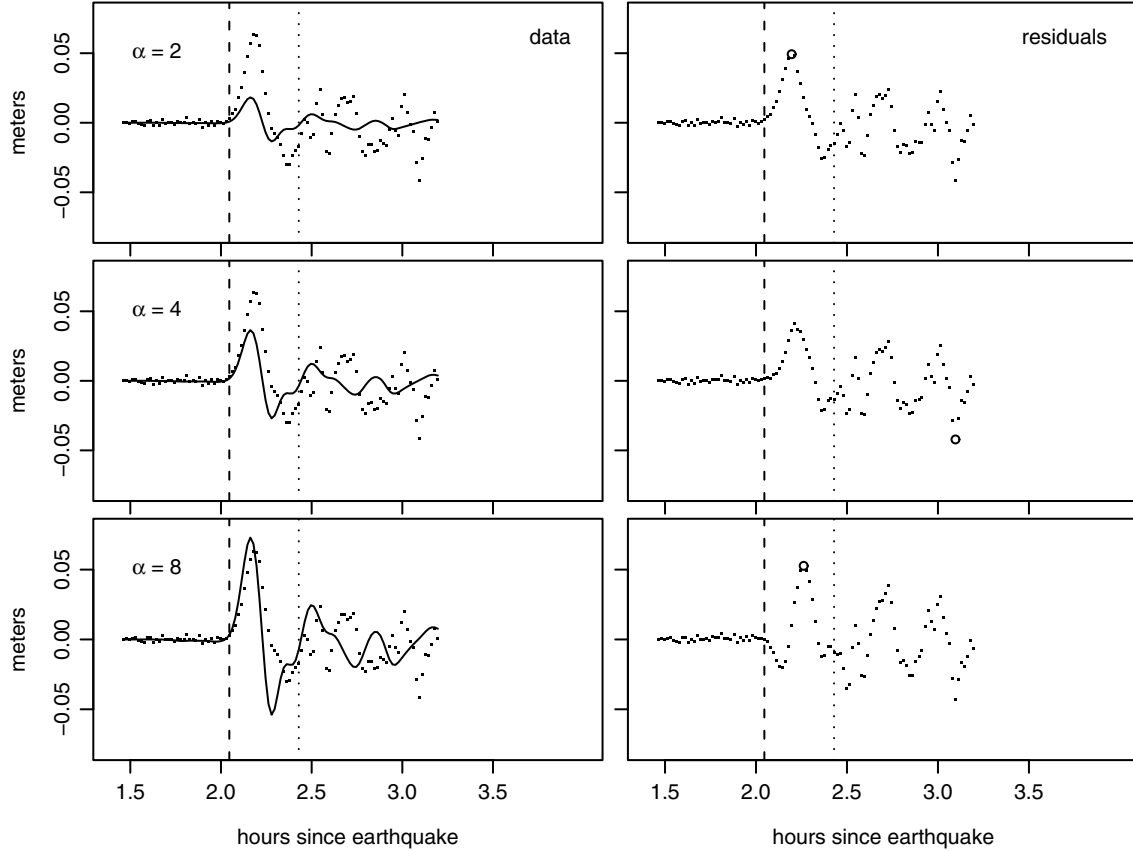 α = 2
data
residuals
meters
0.05
0.00
−0.05
α = 4
meters
0.05
0.00
−0.05
α = 8
meters
0.05
0.00
−0.05
1.5 2.0 2.5 3.0 3.5
1.5 2.0 2.5 3.0 3.5
hours since earthquake
hours since earthquake